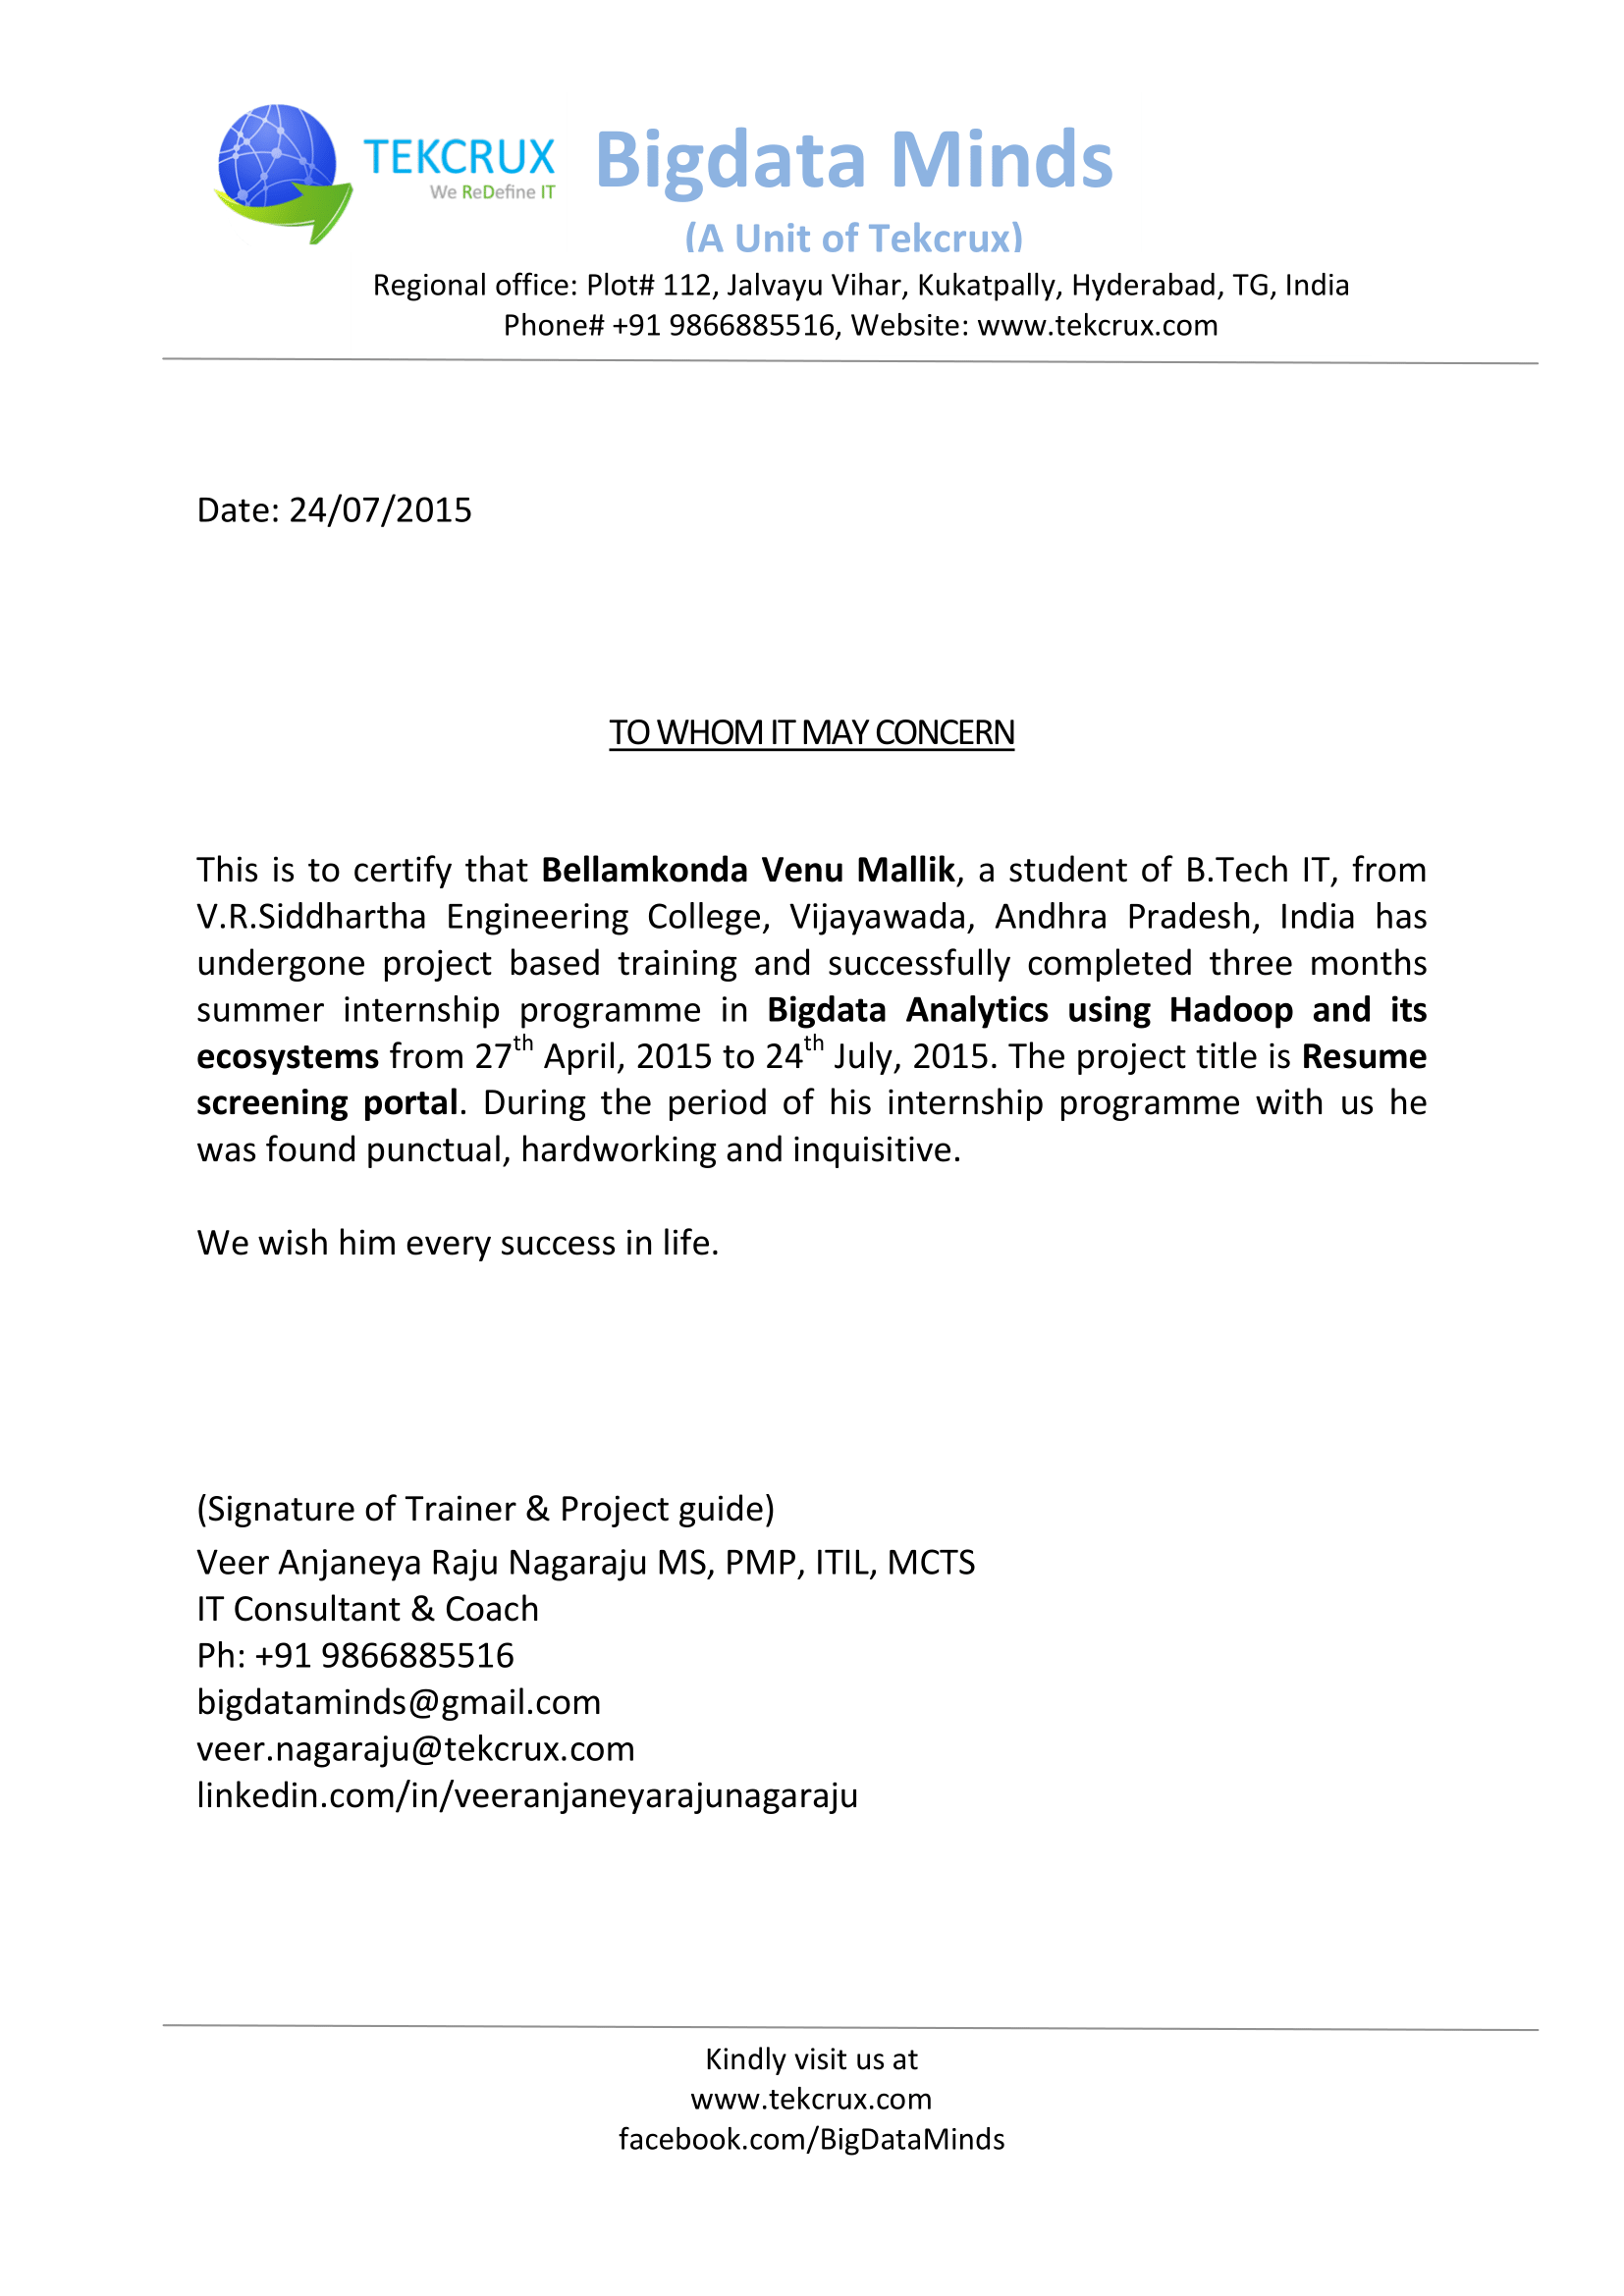 TEKCRUX
We ReDefine IT
Bigdata Minds
(A Unit of Tekcrux)
Regional office: Plot# 112, Jalvayu Vihar, Kukatpally, Hyderabad, TG, India
Phone# +91 9866885516, Website: www.tekcrux.com
Date: 24/07/2015
TO WHOM IT MAY CONCERN
This is to certify that Bellamkonda Venu Mallik, a student of B.Tech IT, from
V.R.Siddhartha Engineering College, Vijayawada, Andhra Pradesh, India has
undergone project based training and successfully completed three months
summer internship programme in Bigdata Analytics using Hadoop and its
ecosystems from 27th April, 2015 to 24th July, 2015. The project title is Resume
screening portal. During the period of his internship programme with us he
was found punctual, hardworking and inquisitive.
We wish him every success in life.
(Signature of Trainer & Project guide)
Veer Anjaneya Raju Nagaraju MS, PMP, ITIL, MCTS
IT Consultant & Coach
Ph: +91 9866885516
bigdataminds@gmail.com
veer.nagaraju@tekcrux.com
linkedin.com/in/veeranjaneyarajunagaraju
Kindly visit us at
www.tekcrux.com
facebook.com/BigDataMinds